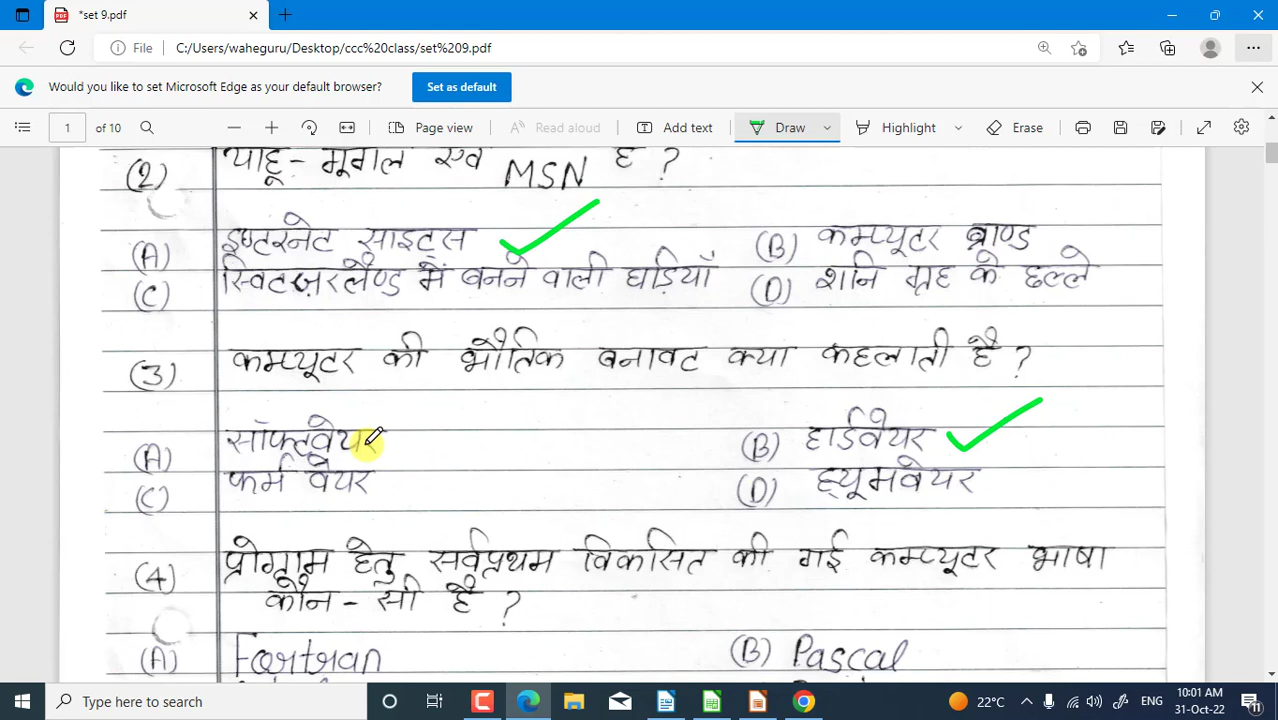 *set 9.pdf
File C:/Users/waheguru/Desktop/ccc%20class/set%209.pdf
Would you like to set Microsoft Edge as your default browser? Set as default
1 of 10 Page view Read aloud Add text Draw Highlight Erase
(2) याहू - गूगल एवं MSN है ?
(A) इण्टरनेट साइट्स (B) कम्प्यूटर ब्राण्ड
(C) स्विटज़रलैण्ड में बनने वाली घड़ियाँ (D) शनि ग्रह के छल्ले
(3) कम्प्यूटर की भौतिक बनावट क्या कहलाती है ?
(A) सॉफ्टवेयर (B) हार्डवेयर
(C) फर्म वेयर (D) ह्यूमवेयर
(4) प्रोग्राम हेतु सर्वप्रथम विकसित की गई कम्प्यूटर भाषा
कौन - सी है ?
(A) Fortran (B) Pascal
Type here to search 22°C ENG 10:01 AM
31-Oct-22 11